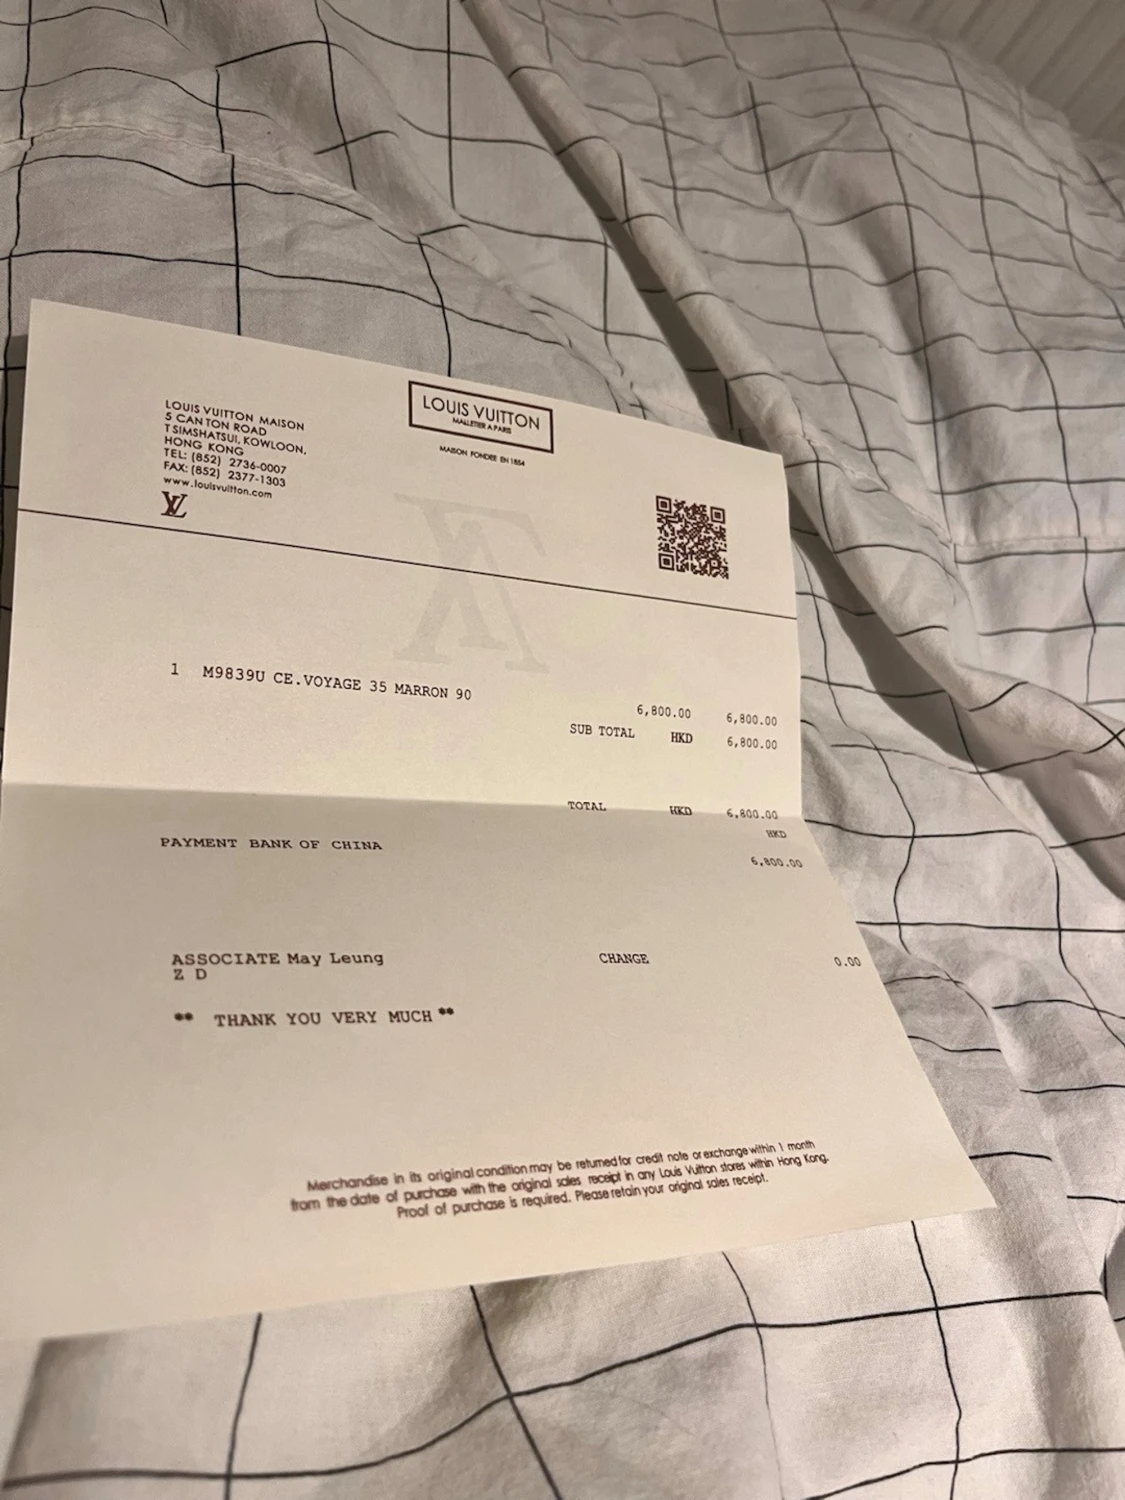 LOUIS VUITTON MAISON
5 CANTON ROAD
TSIMSHATSUI, KOWLOON,
HONG KONG
TEL: (852) 2736-0007
FAX: (852) 2377-1303
www.louisvuitton.com
LV
LOUIS VUITTON
MALLETIER A PARIS
MAISON FONDEE EN 1854
1 M9839U CE.VOYAGE 35 MARRON 90
6,800.00 6,800.00
SUB TOTAL HKD 6,800.00
TOTAL HKD 6,800.00
HKD
PAYMENT BANK OF CHINA 6,800.00
ASSOCIATE May Leung CHANGE 0.00
Z D
** THANK YOU VERY MUCH **
Merchandise in its original condition may be returned for credit note or exchange within 1 month
from the date of purchase with the original sales receipt in any Louis Vuitton stores within Hong Kong.
Proof of purchase is required. Please retain your original sales receipt.